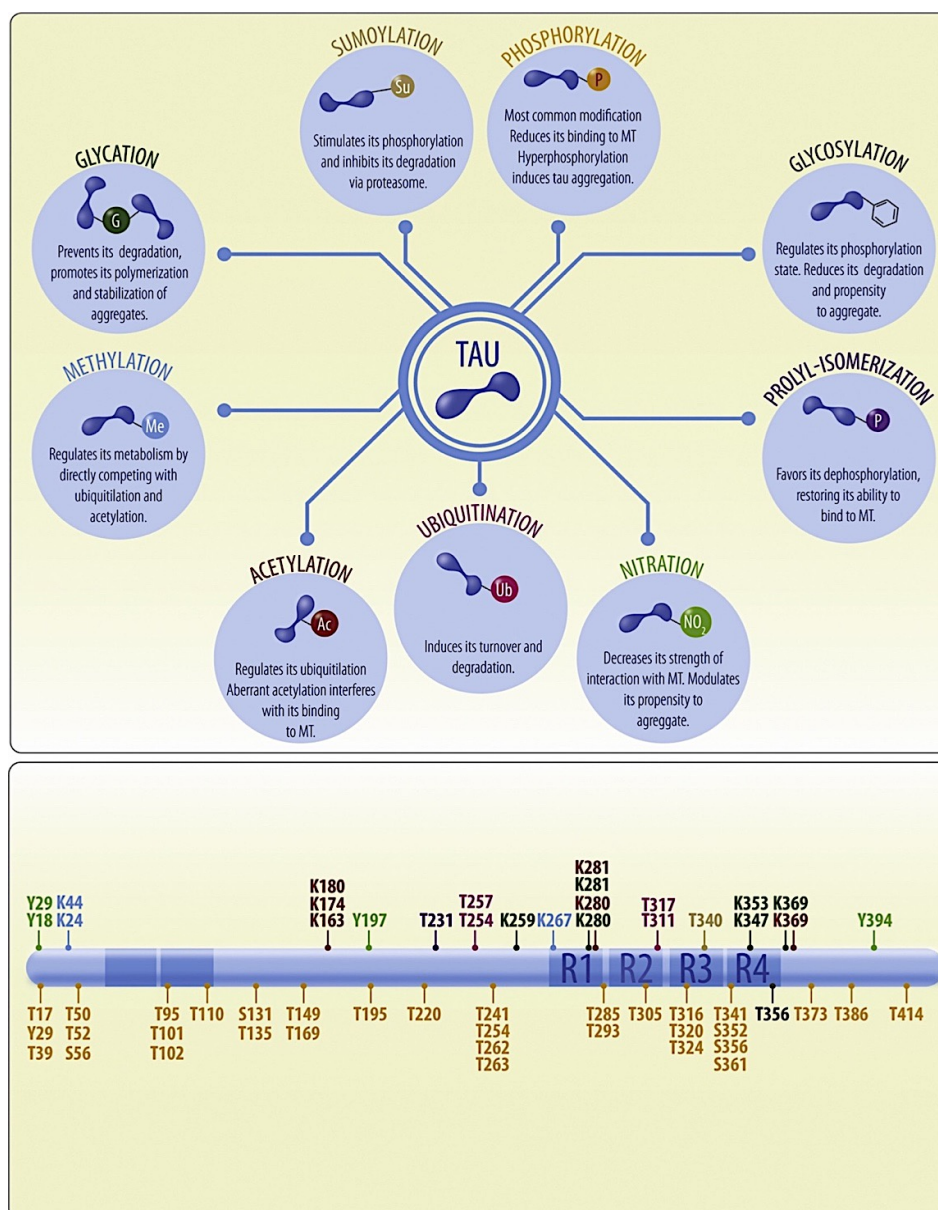 SUMOYLATION
Su
Stimulates its phosphorylation
and inhibits its degradation
via proteasome.
PHOSPHORYLATION
P
Most common modification
Reduces its binding to MT
Hyperphosphorylation
induces tau aggregation.
GLYCATION
G
Prevents its degradation,
promotes its polymerization
and stabilization of
aggregates.
GLYCOSYLATION
Regulates its phosphorylation
state. Reduces its degradation
and propensity
to aggregate.
TAU
METHYLATION
Me
Regulates its metabolism by
directly competing with
ubiquitilation and
acetylation.
PROLYL-ISOMERIZATION
P
Favors its dephosphorylation,
restoring its ability to
bind to MT.
ACETYLATION
Ac
Regulates its ubiquitilation
Aberrant acetylation interferes
with its binding
to MT.
UBIQUITINATION
Ub
Induces its turnover and
degradation.
NITRATION
NO₂
Decreases its strength of
interaction with MT. Modulates
its propensity to
agreggate.
K281
K180 K281
K174 T257 K280 T317 K353 K369
Y29 K44
Y18 K24 K163 Y197 T231 T254 K259 K267 K280 T311 T340 K347 K369 Y394
R1 R2 R3 R4
T17 T50 T95 T110 S131 T149 T195 T220 T241 T285 T305 T316 T341 T356 T373 T386 T414
Y29 T52 T101 T135 T169 T254 T293 T320 S352
T39 S56 T102 T262 T324 S356
T263 S361